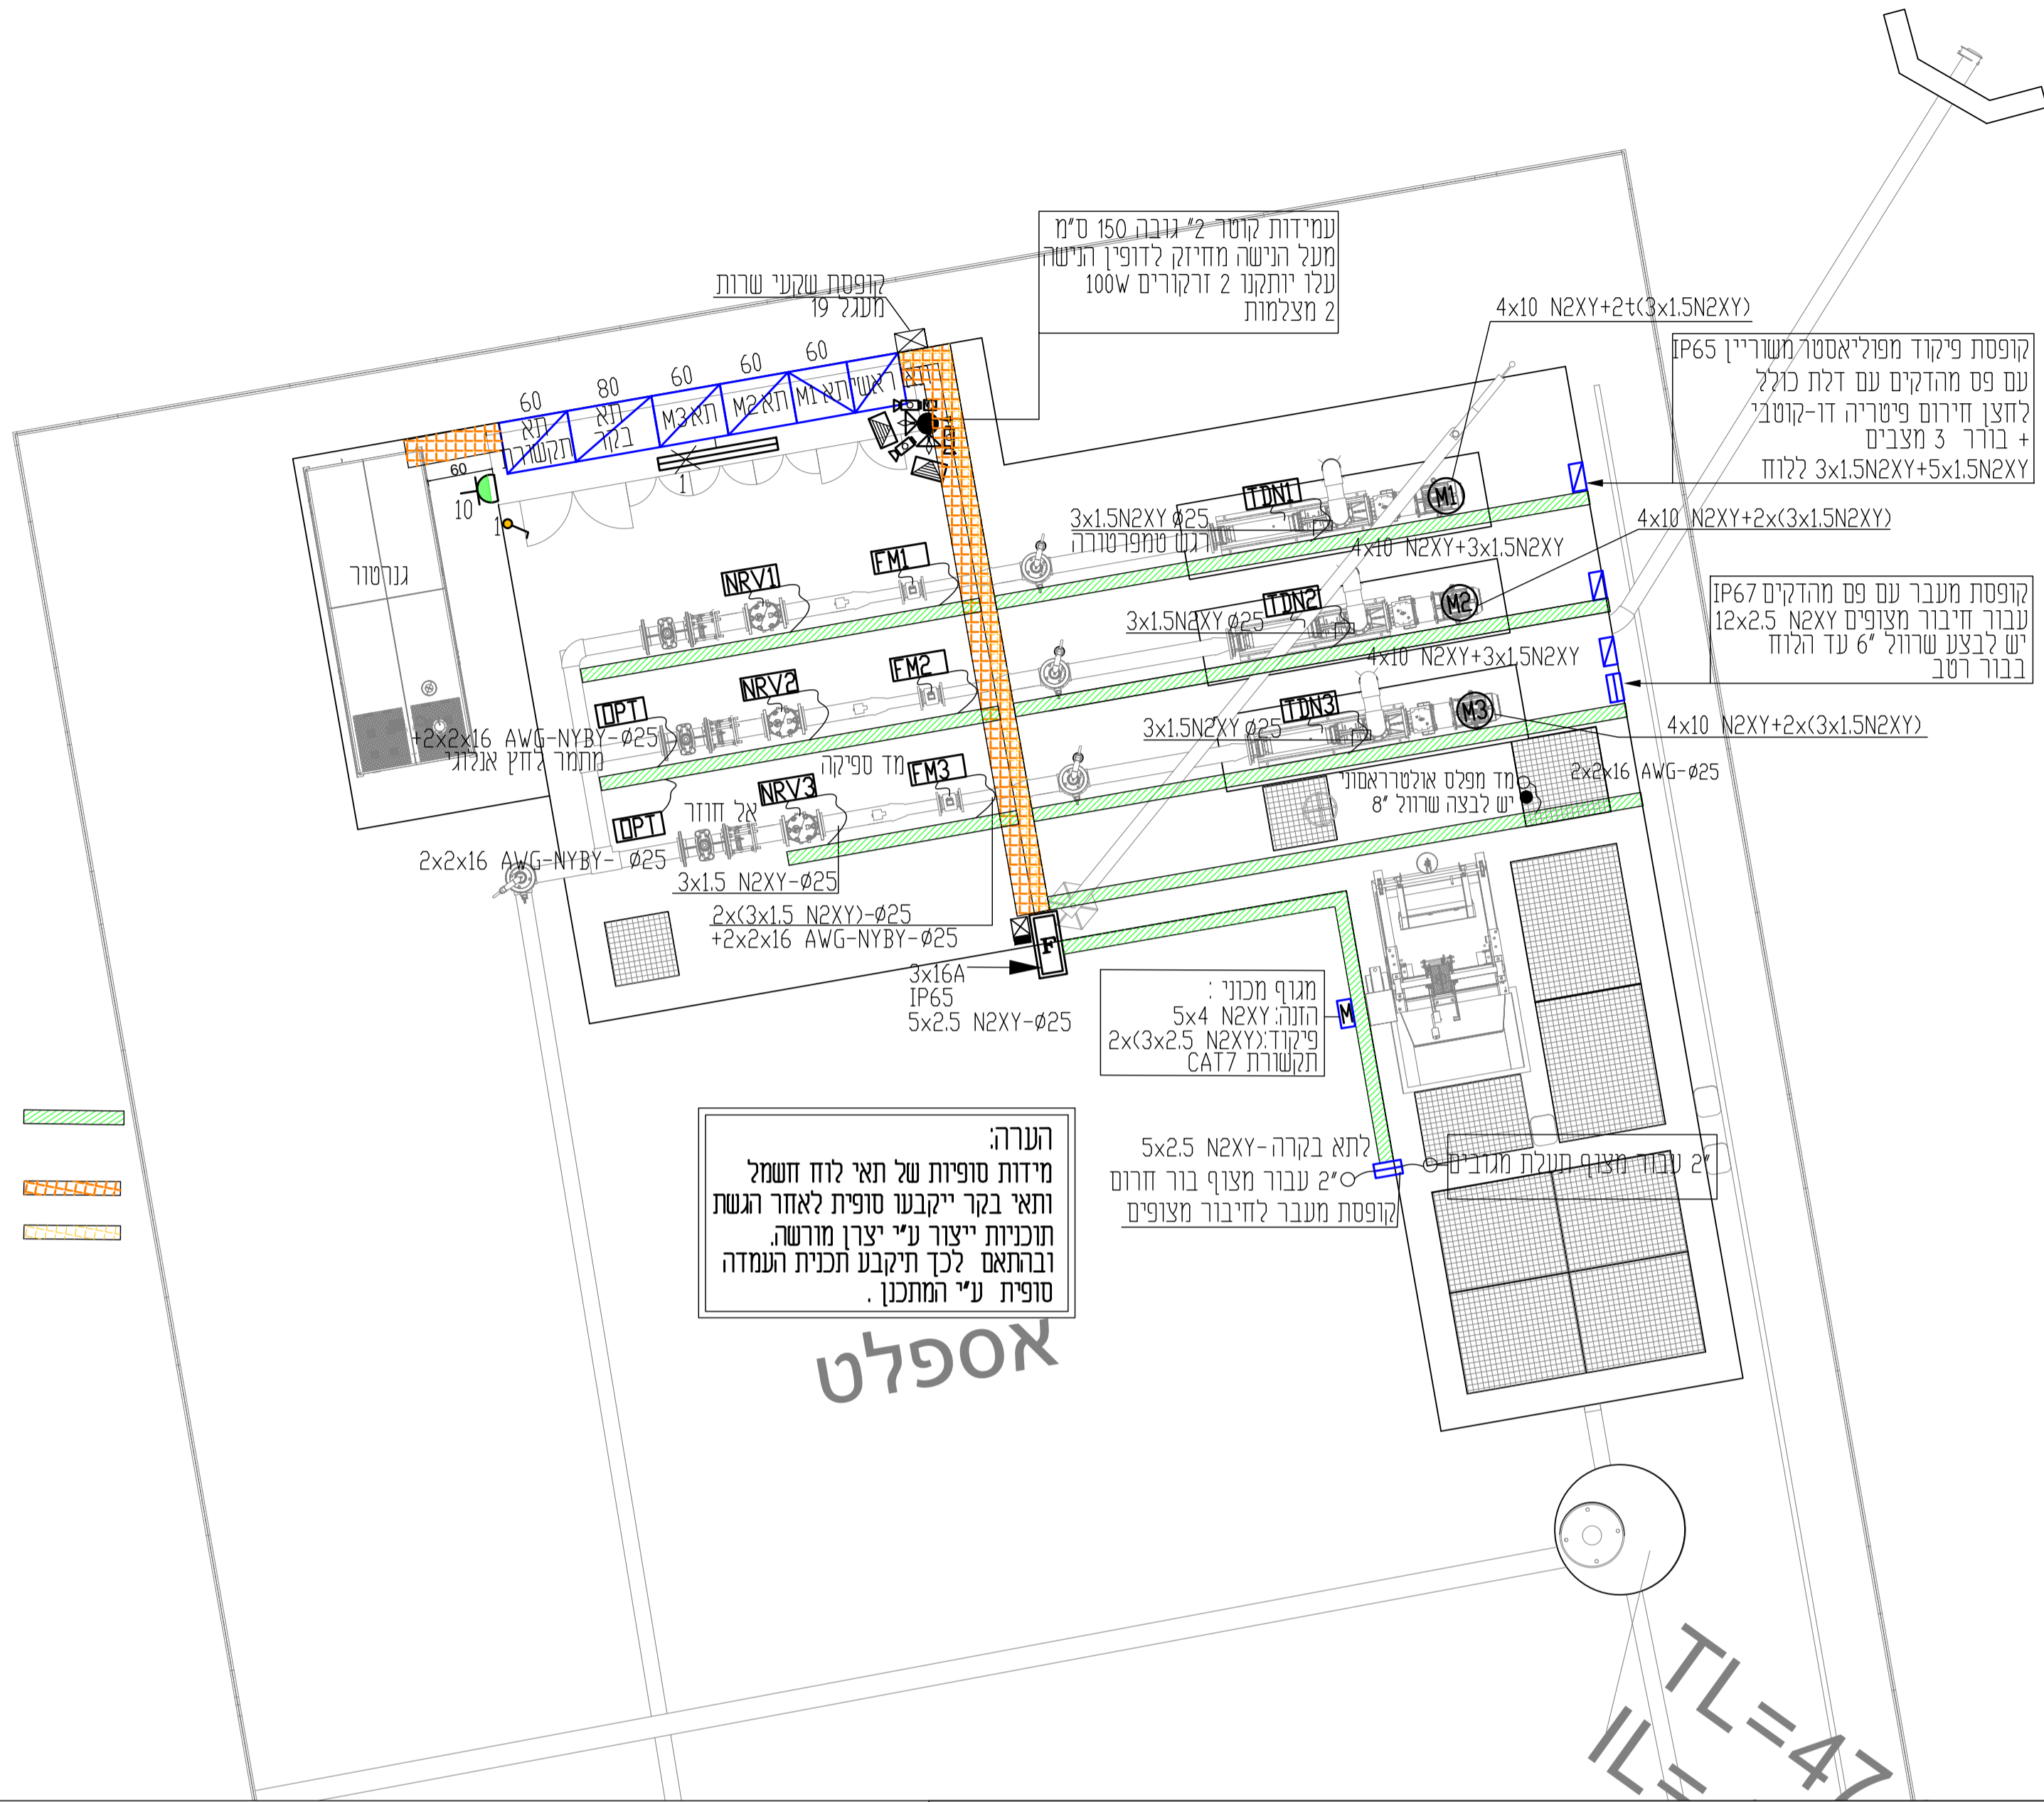 עמידות קוטר 2" גובה 150 ס"מ
מעל הנישה מחיזק לדופין הנישה
עלו יותקנו 2 זרקורים 100W
2 מצלמות
קופסת שקעי שרות
מעגל 19
4x10 N2XY+2t(3x1.5N2XY)
קופסת פיקוד מפוליאסטר משוריין IP65
עם פס מהדקים עם דלת כולל
לחצן חירום פיטריה דו-קוטבי
+ בורר 3 מצבים
3x1.5N2XY+5x1.5N2XY ללוח
60
80
60
60
60
תא
תקשורת
תא
בקר
תא M3
תא M2
תא M1
ראשי
60
10
1
1
גנרטור
TDN1
M1
3x1.5N2XY Ø25
רגש טמפרטורה
4x10 N2XY+3x1.5N2XY
4x10 N2XY+2x(3x1.5N2XY)
NRV1
FM1
TDN2
M2
3x1.5N2XY Ø25
4x10 N2XY+3x1.5N2XY
קופסת מעבר עם פס מהדקים IP67
עבור חיבור מצופים 12x2.5 N2XY
יש לבצע שרוול 6" עד הלוח
בבור רטב
NRV2
FM2
DPT
+2x2x16 AWG-NYBY-Ø25
מתמר לחץ אנלוגי
TDN3
M3
3x1.5N2XY Ø25
4x10 N2XY+2x(3x1.5N2XY)
מד ספיקה
FM3
NRV3
אל חוזר
DPT
מד מפלס אולטרראסוני
יש לבצה שרוול 8"
2x2x16 AWG-Ø25
2x2x16 AWG-NYBY- Ø25
3x1.5 N2XY-Ø25
2x(3x1.5 N2XY)-Ø25
+2x2x16 AWG-NYBY-Ø25
F
3x16A
IP65
5x2.5 N2XY-Ø25
מגוף מכוני :
הזנה: 5x4 N2XY
פיקוד: 2x(3x2.5 N2XY)
תקשורת CAT7
M
הערה:
מידות סופיות של תאי לוח חשמל
ותאי בקר ייקבעו סופית לאחר הגשת
תוכניות ייצור ע"י יצרן מורשה.
ובהתאם לכך תיקבע תכנית העמדה
סופית ע"י המתכנן .
לתא בקרה- 5x2.5 N2XY
2" עבור מצוף בור חרום
קופסת מעבר לחיבור מצופים
2" עבור מצוף תעלת מגובים
אספלט
TL=47
IL=